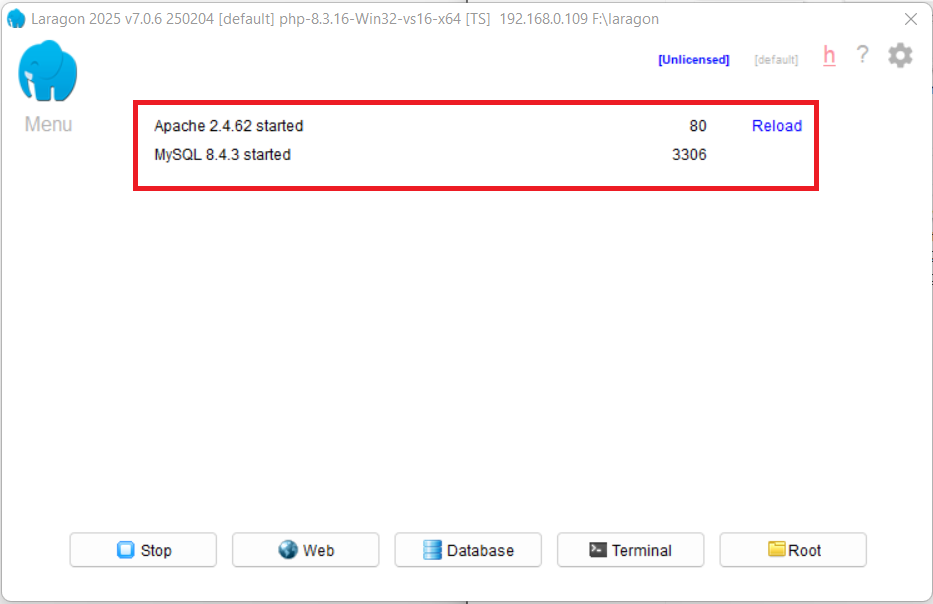 Laragon 2025 v7.0.6 250204 [default] php-8.3.16-Win32-vs16-x64 [TS] 192.168.0.109 F:\laragon
[Unlicensed] [default] h ?
Menu
Apache 2.4.62 started 80 Reload
MySQL 8.4.3 started 3306
Stop Web Database Terminal Root